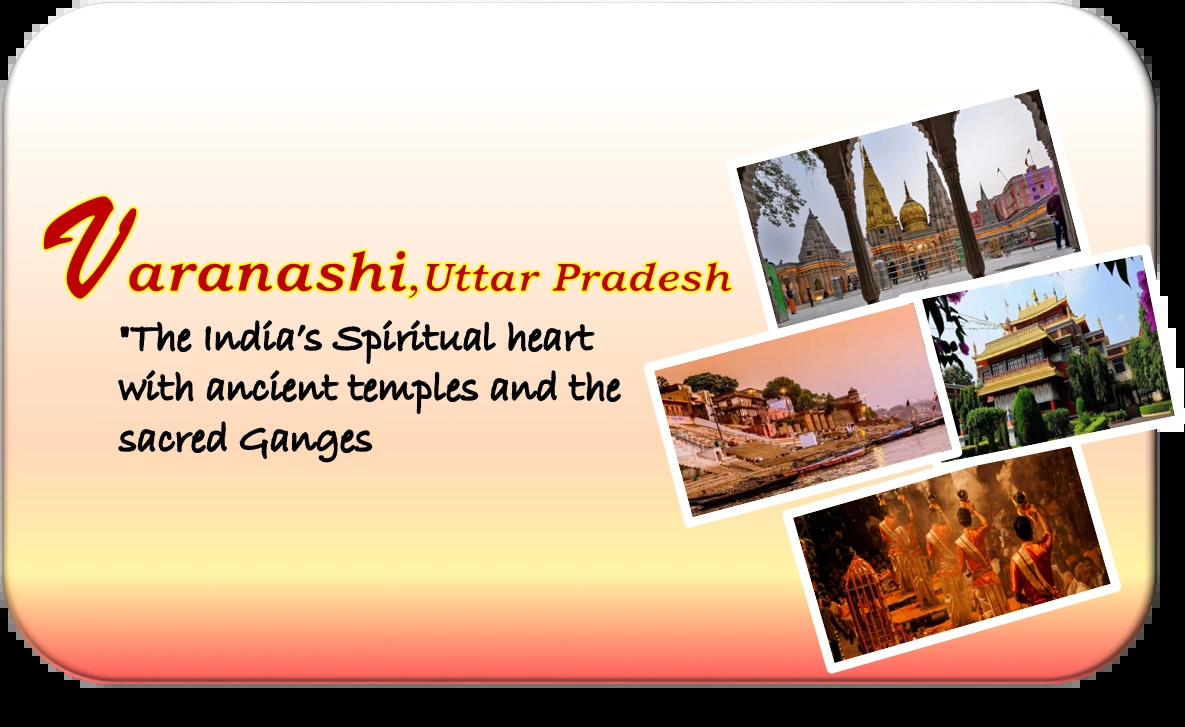 Varanashi,Uttar Pradesh
"The India’s Spiritual heart
with ancient temples and the
sacred Ganges